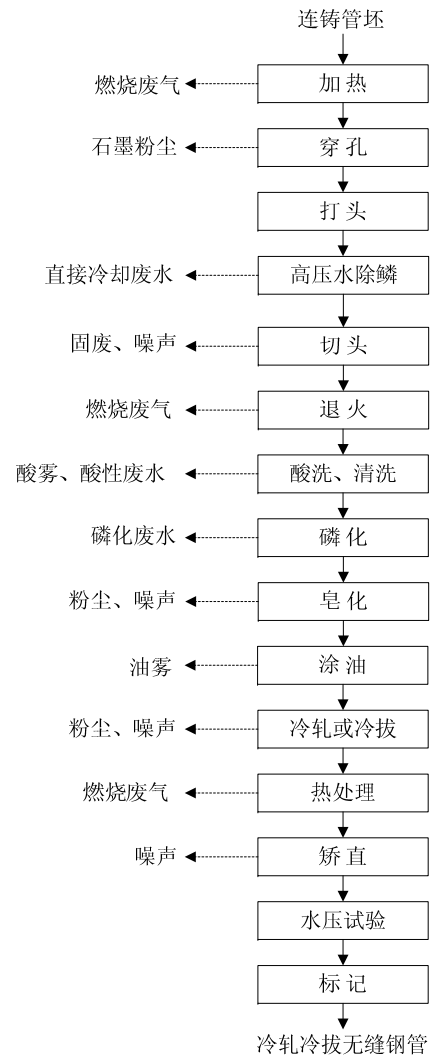 连铸管坯
燃烧废气 加 热
石墨粉尘 穿 孔
打 头
直接冷却废水 高压水除鳞
固废、噪声 切 头
燃烧废气 退 火
酸雾、酸性废水 酸洗、清洗
磷化废水 磷 化
粉尘、噪声 皂 化
油雾 涂 油
粉尘、噪声 冷轧或冷拔
燃烧废气 热处理
噪声 矫 直
水压试验
标 记
冷轧冷拔无缝钢管